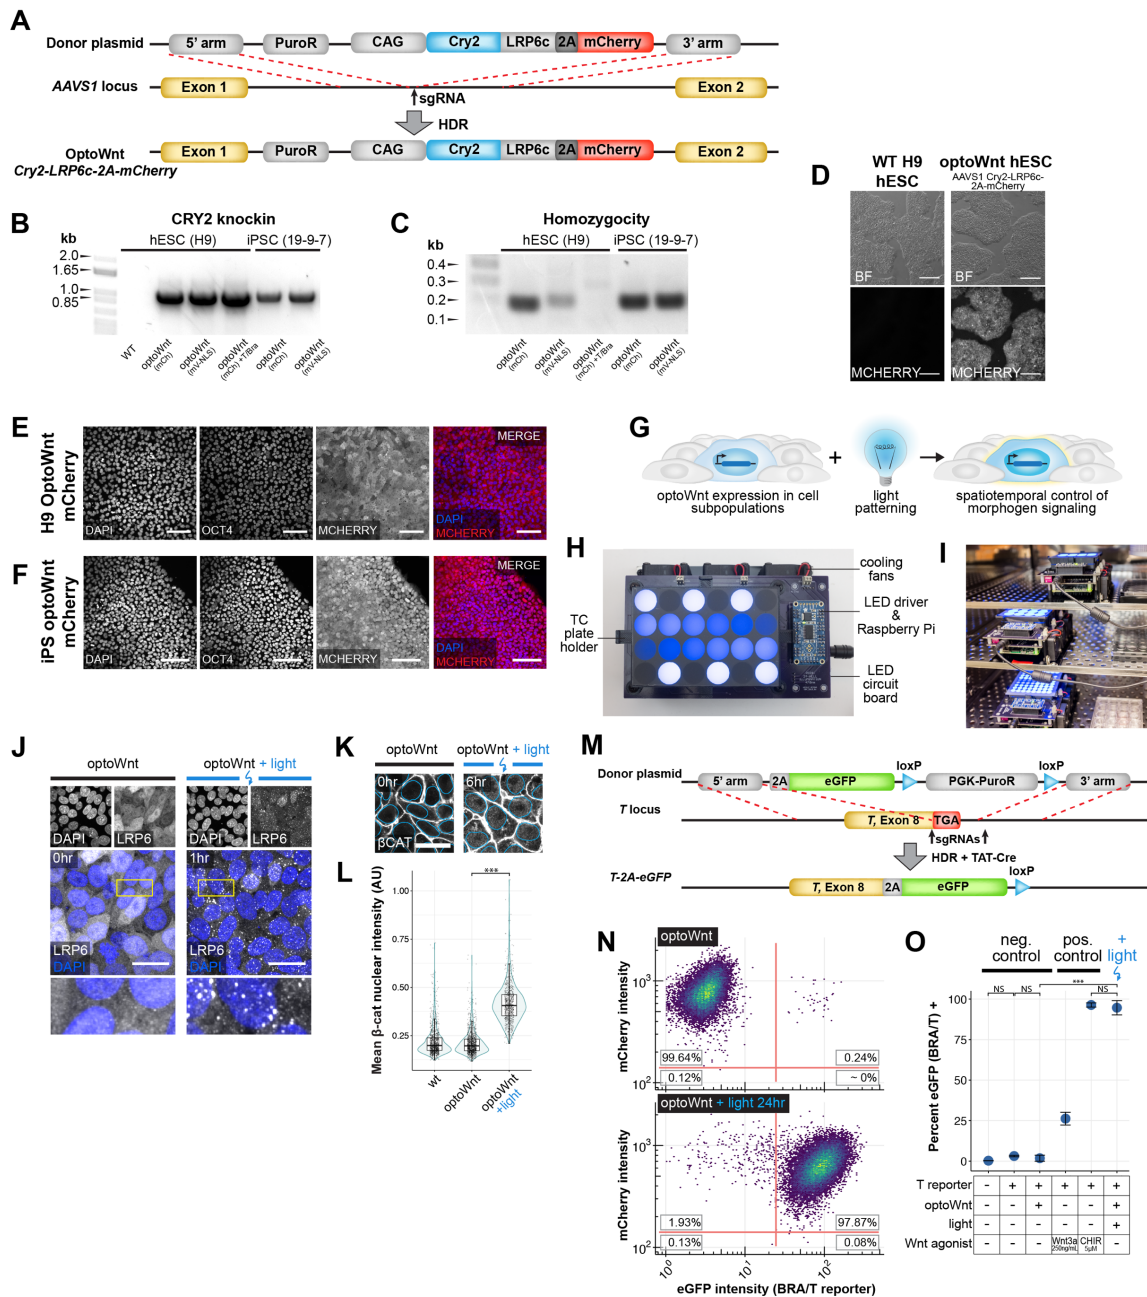 A
Donor plasmid
5' arm
PuroR
CAG
Cry2
LRP6c
2A
mCherry
3' arm
AAVS1 locus
Exon 1
Exon 2
sgRNA
HDR
OptoWnt
Cry2-LRP6c-2A-mCherry
Exon 1
PuroR
CAG
Cry2
LRP6c
2A
mCherry
Exon 2
B
CRY2 knockin
kb
hESC (H9)
iPSC (19-9-7)
2.0
1.65
1.0
0.85
WT
optoWnt
(mCh)
optoWnt
(mV-NLS)
optoWnt
(mCh) +T/Bra
optoWnt
(mCh)
optoWnt
(mV-NLS)
C
Homozygocity
kb
hESC (H9)
iPSC (19-9-7)
0.4
0.3
0.2
0.1
optoWnt
(mCh)
optoWnt
(mV-NLS)
optoWnt
(mCh) +T/Bra
optoWnt
(mCh)
optoWnt
(mV-NLS)
D
WT H9
hESC
optoWnt hESC
AAVS1 Cry2-LRP6c-
2A-mCherry
BF
BF
MCHERRY
MCHERRY
E
H9 OptoWnt
mCherry
DAPI
OCT4
MCHERRY
MERGE
DAPI
MCHERRY
F
iPS optoWnt
mCherry
DAPI
OCT4
MCHERRY
MERGE
DAPI
MCHERRY
G
optoWnt expression in cell
subpopulations
+
light
patterning
spatiotemporal control of
morphogen signaling
H
TC
plate
holder
cooling
fans
LED driver
&
Raspberry Pi
LED
circuit
board
I
J
optoWnt
optoWnt + light
DAPI
LRP6
DAPI
LRP6
0hr
LRP6
DAPI
1hr
LRP6
DAPI
K
optoWnt
optoWnt + light
0hr
βCAT
6hr
L
Mean β-cat nuclear intensity (AU)
***
1.00
0.75
0.50
0.25
wt
optoWnt
optoWnt
+light
M
Donor plasmid
5' arm
2A
eGFP
loxP
PGK-PuroR
loxP
3' arm
T locus
T, Exon 8
TGA
sgRNAs
HDR + TAT-Cre
T-2A-eGFP
T, Exon 8
2A
eGFP
loxP
N
optoWnt
mCherry intensity
10³
10²
99.64%
0.24%
0.12%
~ 0%
optoWnt + light 24hr
mCherry intensity
10³
10²
1.93%
97.87%
0.13%
0.08%
10⁰
10¹
10²
eGFP intensity (BRA/T reporter)
O
neg.
control
pos.
control
+
light
NS
NS
***
NS
Percent eGFP (BRA/T) +
100
75
50
25
0
T reporter - + + + + +
optoWnt - - + - - +
light - - - - - +
Wnt agonist - - - Wnt3a 250ng/mL CHIR 5µM -